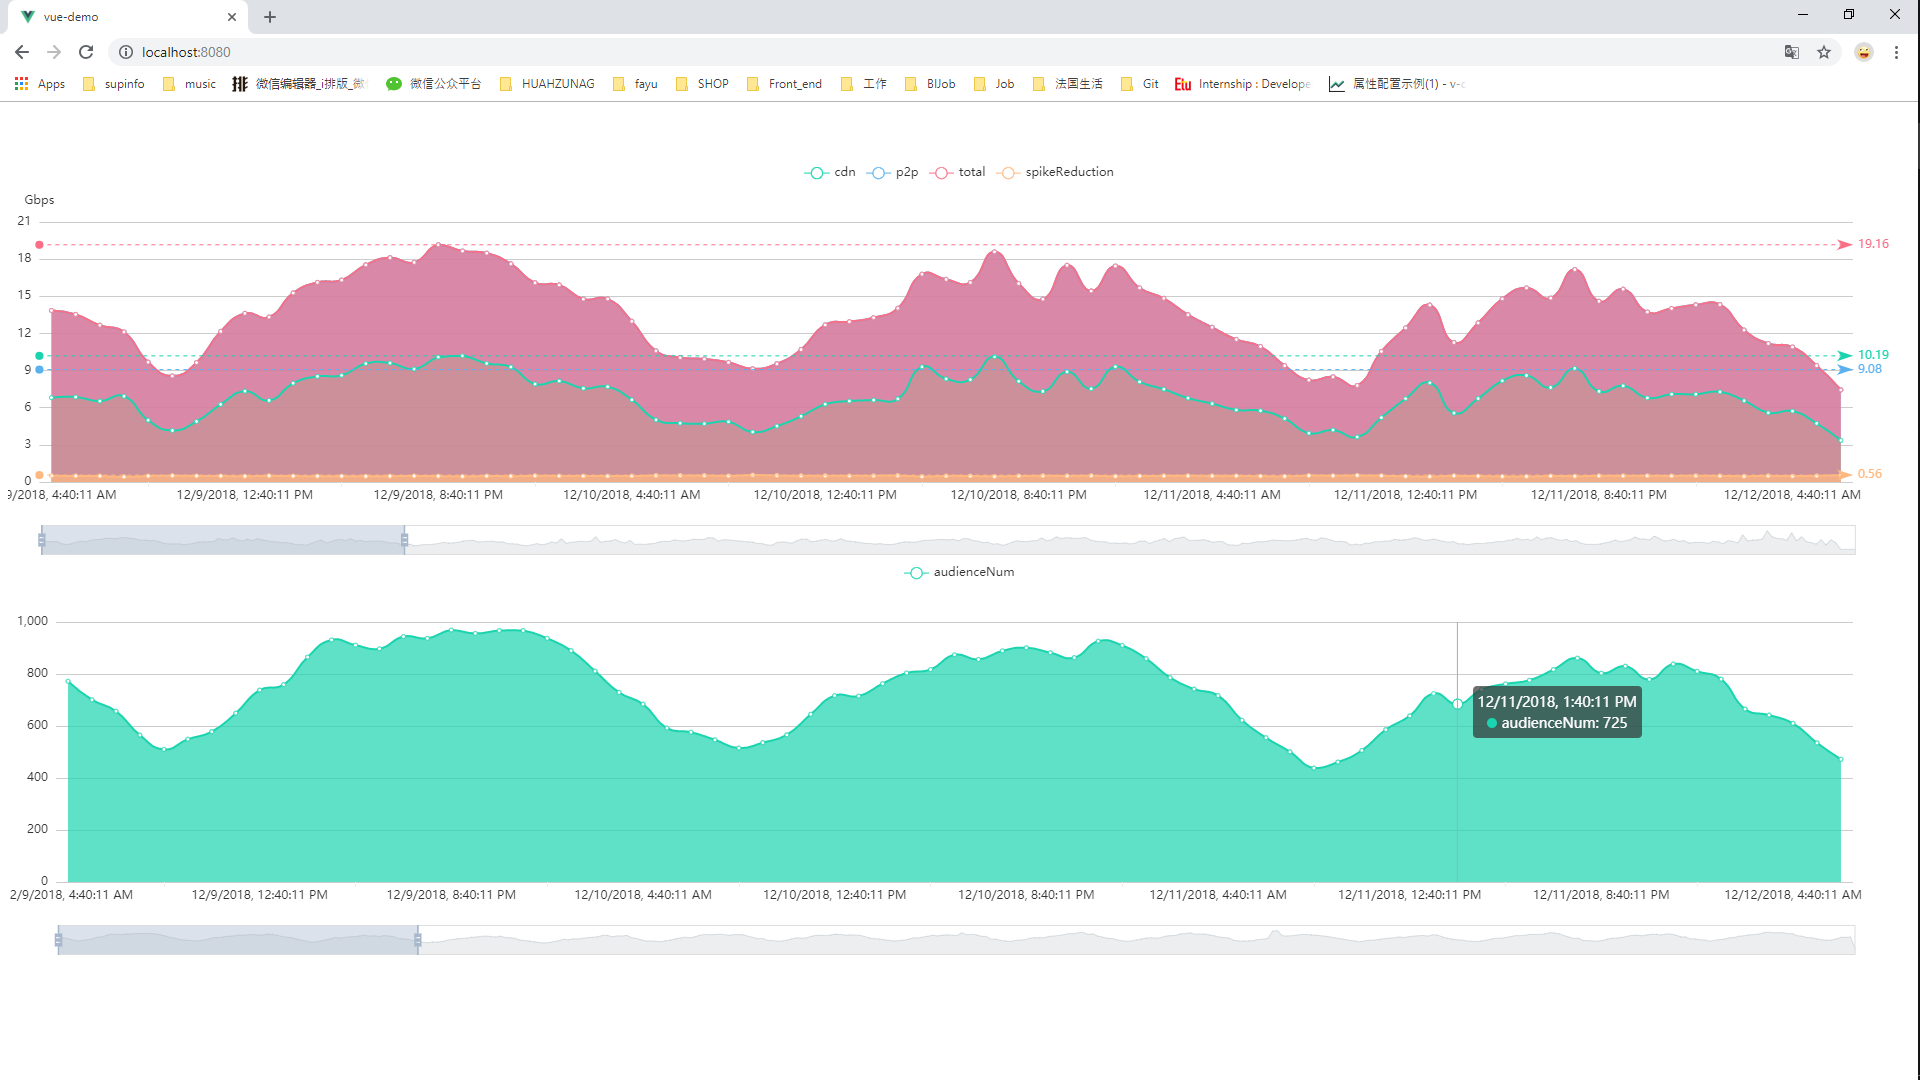 vue-demo
localhost:8080
Apps supinfo music 微信编辑器_i排版_微 微信公众平台 HUAHZUNAG fayu SHOP Front_end 工作 BIJob Job 法国生活 Git Eiu Internship : Develope 属性配置示例(1) - v-c
cdn p2p total spikeReduction
Gbps
21
19.16
18
15
12
10.19
9
9.08
6
3
0.56
0
9/2018, 4:40:11 AM 12/9/2018, 12:40:11 PM 12/9/2018, 8:40:11 PM 12/10/2018, 4:40:11 AM 12/10/2018, 12:40:11 PM 12/10/2018, 8:40:11 PM 12/11/2018, 4:40:11 AM 12/11/2018, 12:40:11 PM 12/11/2018, 8:40:11 PM 12/12/2018, 4:40:11 AM
audienceNum
1,000
800
12/11/2018, 1:40:11 PM
audienceNum: 725
600
400
200
0
2/9/2018, 4:40:11 AM 12/9/2018, 12:40:11 PM 12/9/2018, 8:40:11 PM 12/10/2018, 4:40:11 AM 12/10/2018, 12:40:11 PM 12/10/2018, 8:40:11 PM 12/11/2018, 4:40:11 AM 12/11/2018, 12:40:11 PM 12/11/2018, 8:40:11 PM 12/12/2018, 4:40:11 AM